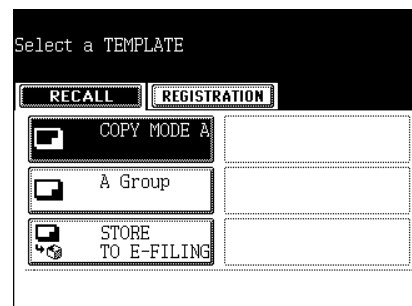 Select a TEMPLATE
RECALL REGISTRATION
COPY MODE A
A Group
STORE
TO E-FILING